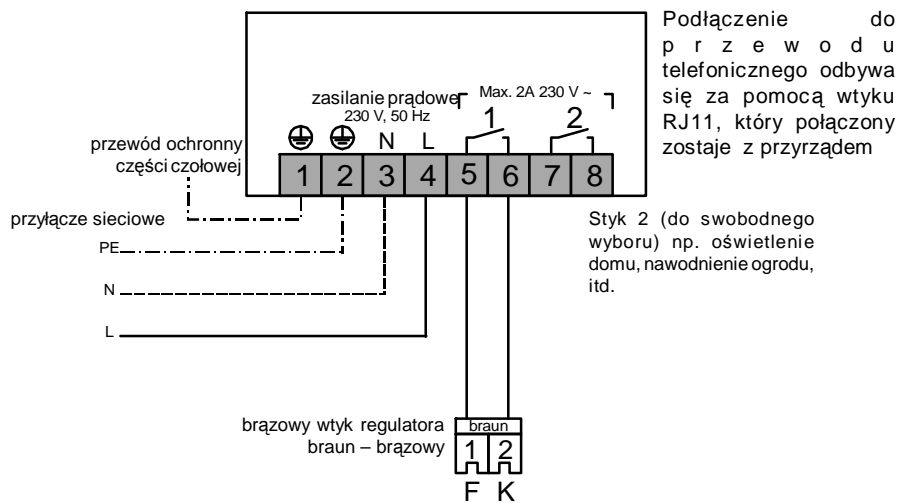 Podłączenie do
przewodu
telefonicznego odbywa
się za pomocą wtyku
RJ11, który połączony
zostaje z przyrządem
zasilanie prądowe
230 V, 50 Hz
Max. 2A 230 V ~
1 2
N L
przewód ochronny
części czołowej
1 2 3 4 5 6 7 8
przyłącze sieciowe
PE
N
L
Styk 2 (do swobodnego
wyboru) np. oświetlenie
domu, nawodnienie ogrodu,
itd.
brązowy wtyk regulatora
braun – brązowy
braun
1 2
F K